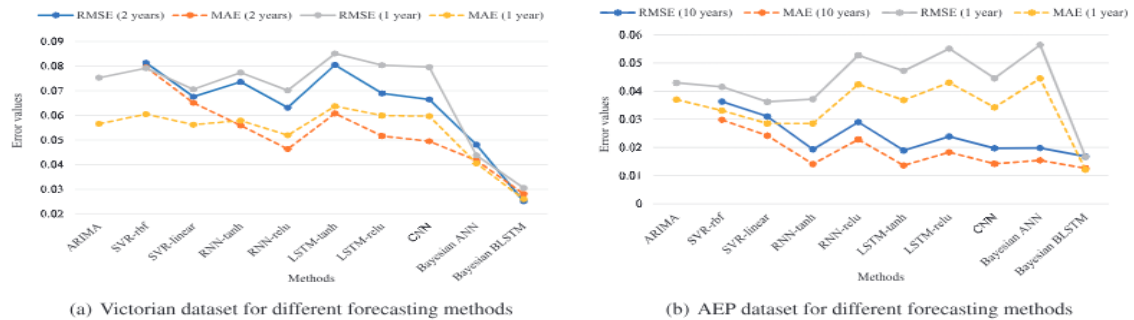 RMSE (2 years) MAE (2 years) RMSE (1 year) MAE (1 year)
0.09
0.08
0.07
0.06
0.05
0.04
0.03
0.02
Error values
ARIMA
SVR-rbf
SVR-linear
RNN-tanh
RNN-relu
LSTM-tanh
LSTM-relu
CNN
Bayesian ANN
Bayesian BLSTM
Methods
(a) Victorian dataset for different forecasting methods
RMSE (10 years) MAE (10 years) RMSE (1 year) MAE (1 year)
0.06
0.05
0.04
0.03
0.02
0.01
0
Error values
ARIMA
SVR-rbf
SVR-linear
RNN-tanh
RNN-relu
LSTM-tanh
LSTM-relu
CNN
Bayesian ANN
Bayesian BLSTM
Methods
(b) AEP dataset for different forecasting methods